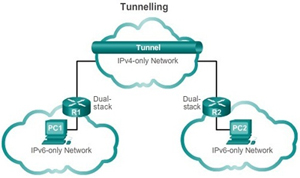 Tunnelling
Tunnel
IPv4-only Network
Dual-
stack
R1
Dual-
stack
R2
PC1
PC2
IPv6-only Network
IPv6-only Network